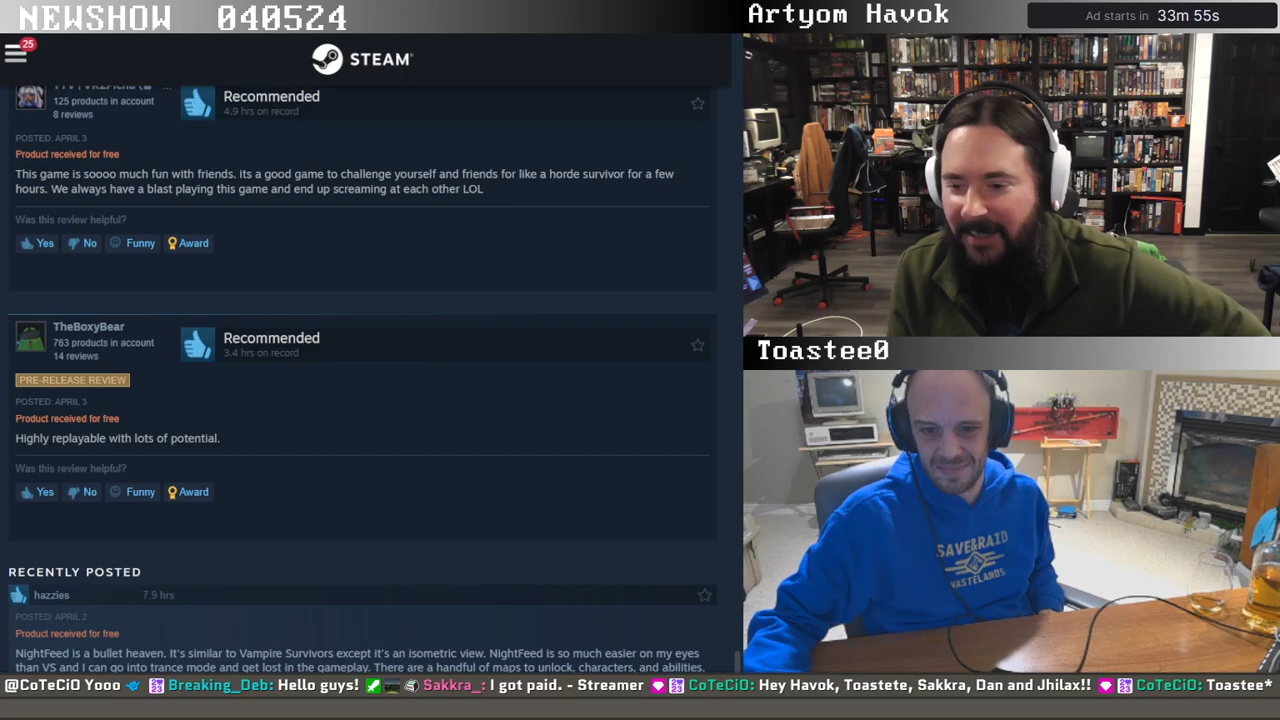 NEWSHOW 040524
Artyom Havok
Ad starts in 33m 55s
25
STEAM
125 products in account
8 reviews
Recommended
4.9 hrs on record
POSTED: APRIL 3
Product received for free
This game is soooo much fun with friends. its a good game to challenge yourself and friends for like a horde survivor for a few
hours. We always have a blast playing this game and end up screaming at each other LOL
Was this review helpful?
Yes No Funny Award
TheBoxyBear
763 products in account
14 reviews
Recommended
3.4 hrs on record
PRE-RELEASE REVIEW
POSTED: APRIL 3
Product received for free
Highly replayable with lots of potential.
Was this review helpful?
Yes No Funny Award
RECENTLY POSTED
hazzies 7.9 hrs
POSTED: APRIL 2
Product received for free
NightFeed is a bullet heaven. It's similar to Vampire Survivors except it's an isometric view. NightFeed is so much easier on my eyes
than VS and I can go into trance mode and get lost in the gameplay. There are a handful of maps to unlock, characters, and abilities.
Toastee0
SAVE&RAID
WASTELANDS
@CoTeCiO Yooo Breaking_Deb: Hello guys! Sakkra_: I got paid. - Streamer CoTeCiO: Hey Havok, Toastete, Sakkra, Dan and Jhilax!! CoTeCiO: Toastee*